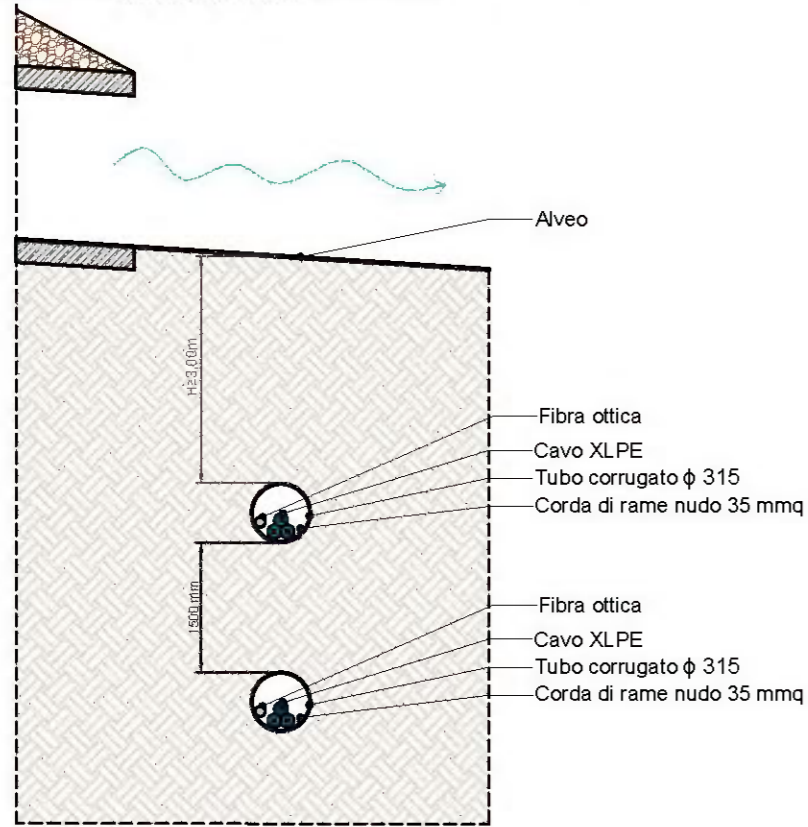 Alveo
H≥3,00m
Fibra ottica
Cavo XLPE
Tubo corrugato ϕ 315
Corda di rame nudo 35 mmq
1500 mm
Fibra ottica
Cavo XLPE
Tubo corrugato ϕ 315
Corda di rame nudo 35 mmq